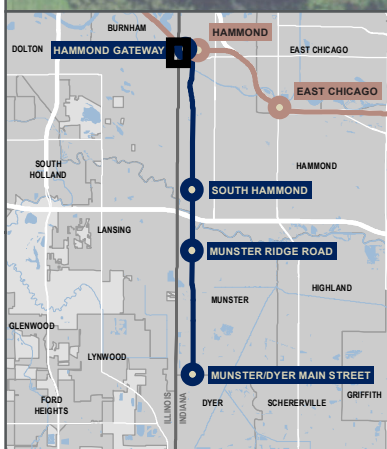 BURNHAM
HAMMOND
DOLTON
HAMMOND GATEWAY
EAST CHICAGO
EAST CHICAGO
SOUTH
HOLLAND
HAMMOND
SOUTH HAMMOND
LANSING
MUNSTER RIDGE ROAD
HIGHLAND
MUNSTER
GLENWOOD
LYNWOOD
MUNSTER/DYER MAIN STREET
FORD
HEIGHTS
ILLINOIS
INDIANA
DYER
SCHERERVILLE
GRIFFITH